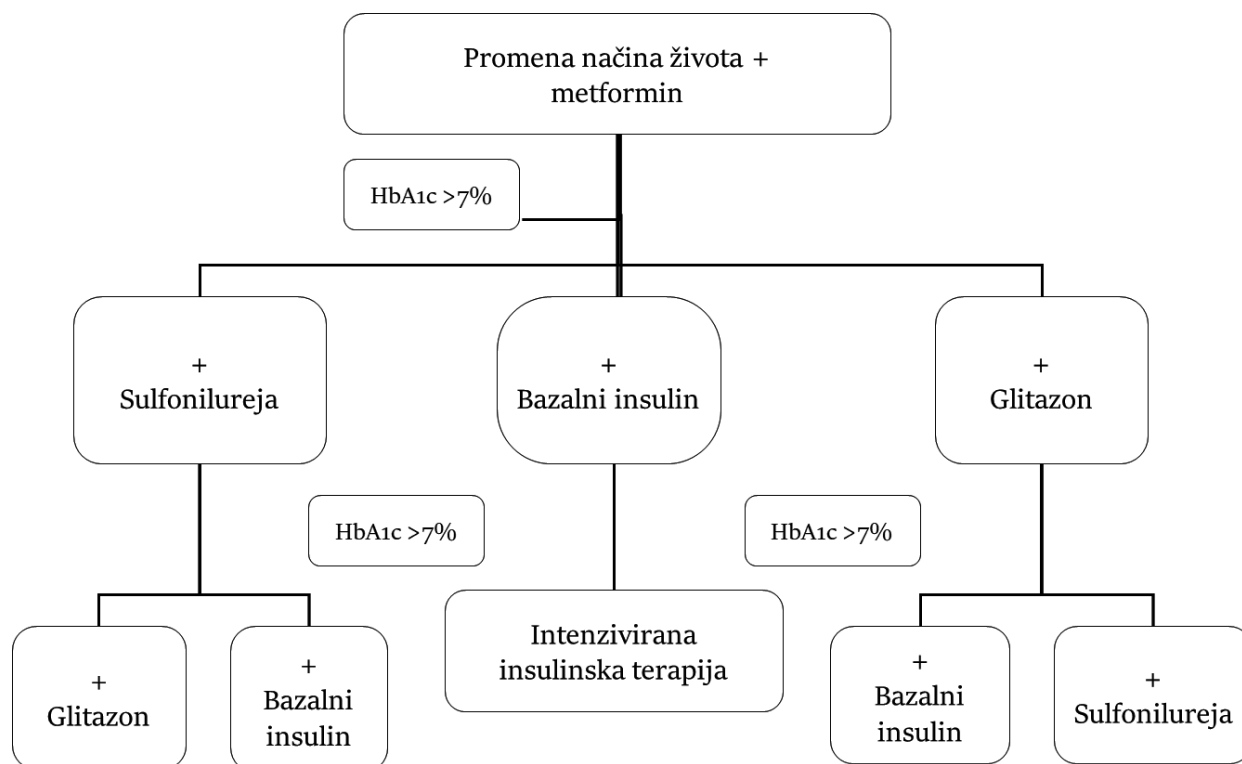 Promena načina života +
metformin
HbA1c >7%
+
Sulfonilureja
+
Bazalni insulin
+
Glitazon
HbA1c >7%
HbA1c >7%
+
Glitazon
+
Bazalni
insulin
Intenzivirana
insulinska terapija
+
Bazalni
insulin
+
Sulfonilureja